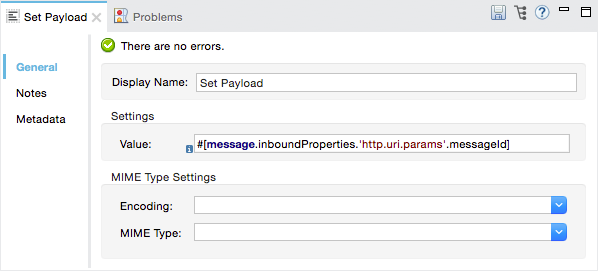 Set Payload Problems
There are no errors.
General
Notes
Metadata
Display Name: Set Payload
Settings
Value: #[message.inboundProperties.'http.uri.params'.messageId]
MIME Type Settings
Encoding:
MIME Type: